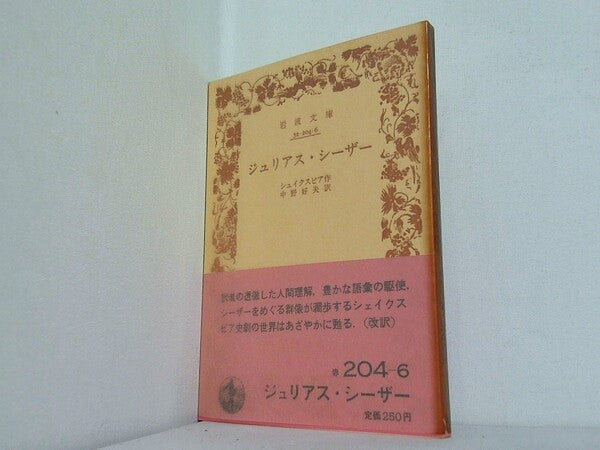 岩波文庫
32-204-6
ジュリアス・シーザー
シェイクスピア作
中野好夫訳
訳者の透徹した人間理解，豊かな語彙の駆使，
シーザーをめぐる群像が濶歩するシェイクス
ピア史劇の世界はあざやかに甦る．（改訳）
赤 204-6
ジュリアス・シーザー
定価250円